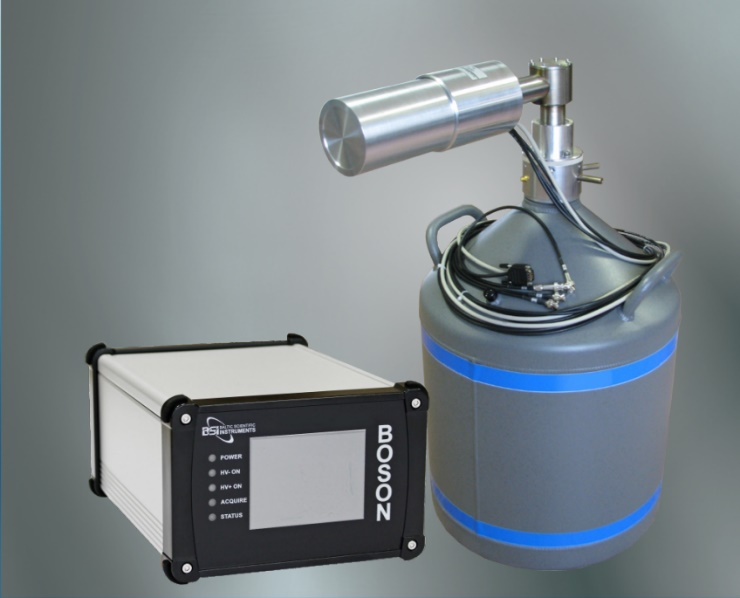 BSI BALTIC SCIENTIFIC
INSTRUMENTS
POWER
HV- ON
HV+ ON
ACQUIRE
STATUS
BOSON